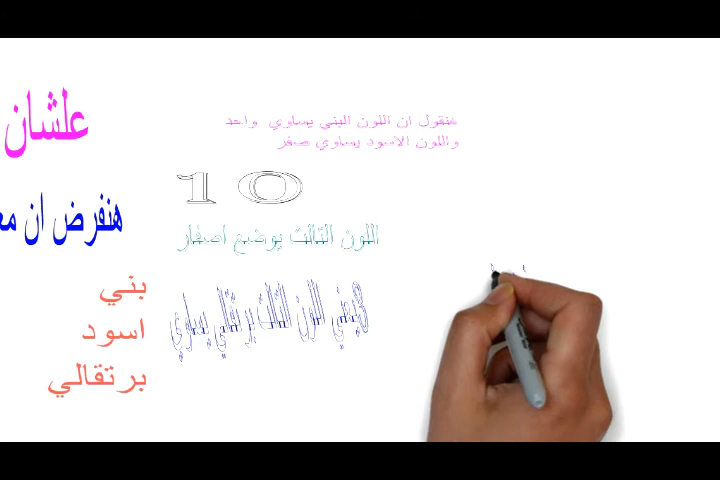 علشان
هنفرض ان
بني
اسود
برتقالي
هنقول ان اللون البني يساوي واحد
واللون الاسود يساوي صفر
1 0
اللون التالت يوضع اصفار
يعني اللون التالت برتقالي يساوي 3